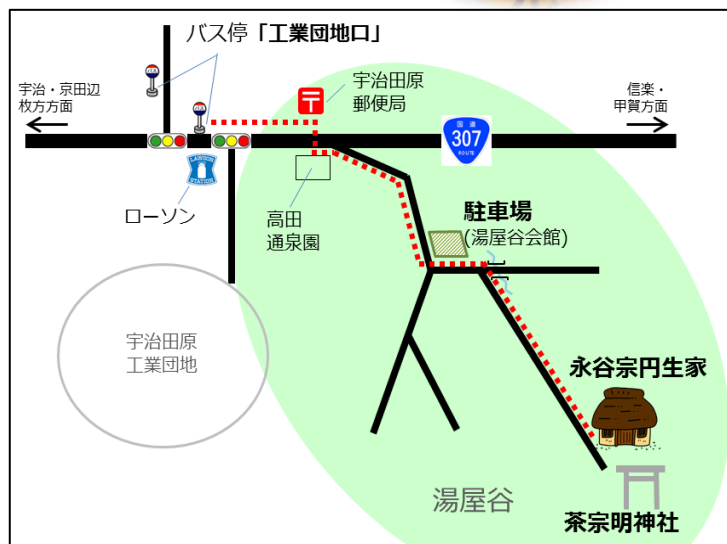 バス停「工業団地口」
宇治・京田辺
枚方方面
宇治田原
郵便局
信楽・
甲賀方面
国道
307
ROUTE
LAWSON
STATION
ローソン
高田
通泉園
駐車場
(湯屋谷会館)
宇治田原
工業団地
永谷宗円生家
湯屋谷
茶宗明神社